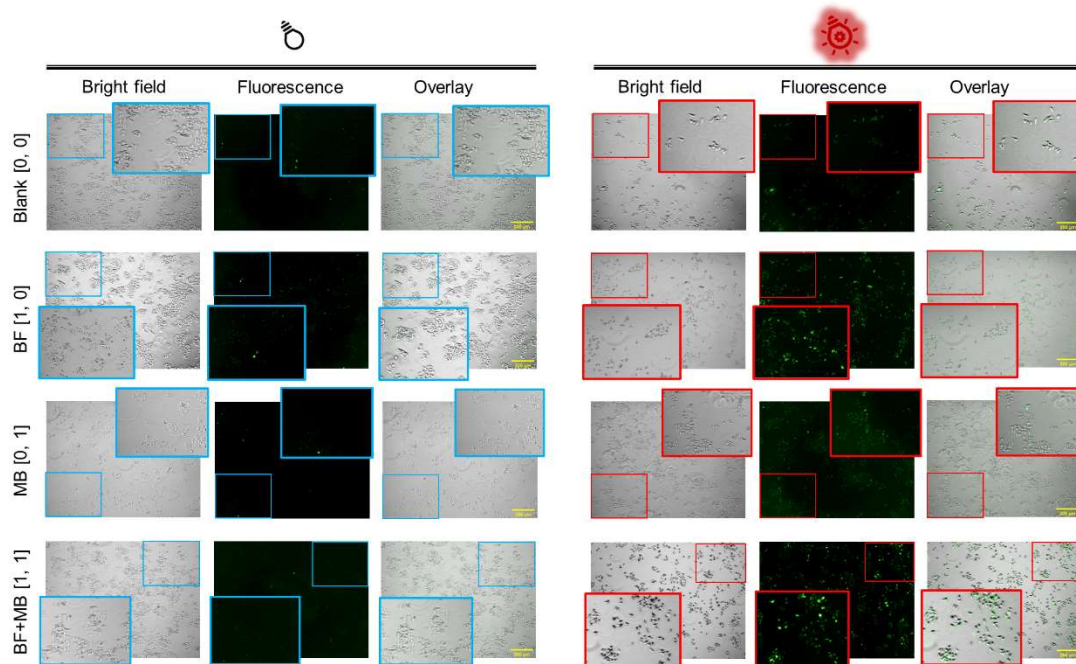 Bright field Fluorescence Overlay Bright field Fluorescence Overlay
Blank [0, 0]
BF [1, 0]
MB [0, 1]
BF+MB [1, 1]